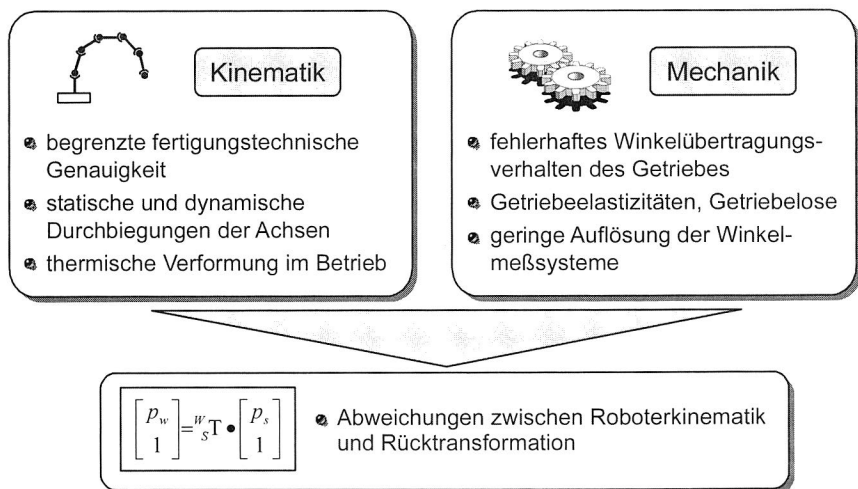 Kinematik
begrenzte fertigungstechnische
Genauigkeit
statische und dynamische
Durchbiegungen der Achsen
thermische Verformung im Betrieb
Mechanik
fehlerhaftes Winkelübertragungs-
verhalten des Getriebes
Getriebeelastizitäten, Getriebelose
geringe Auflösung der Winkel-
meßsysteme
[p_w 1] = ^W_S T • [p_s 1]
Abweichungen zwischen Roboterkinematik
und Rücktransformation